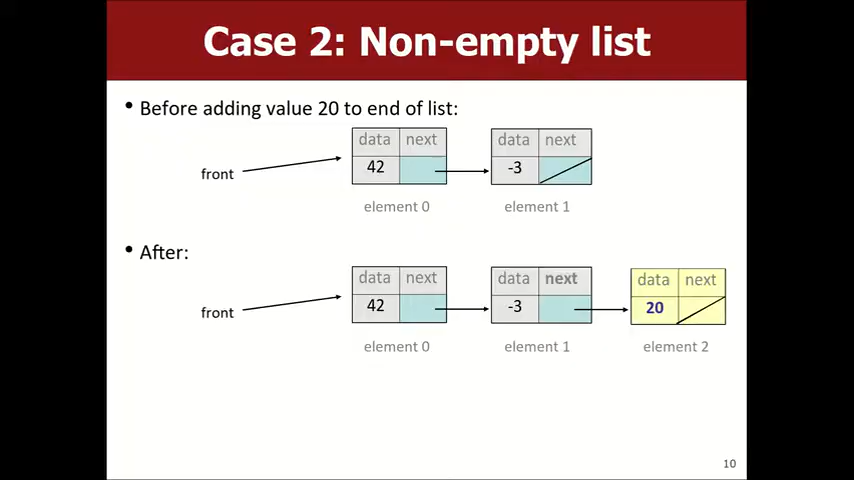 Case 2: Non-empty list
• Before adding value 20 to end of list:
data next data next
front 42 -3
element 0 element 1
• After:
data next data next data next
front 42 -3 20
element 0 element 1 element 2
10